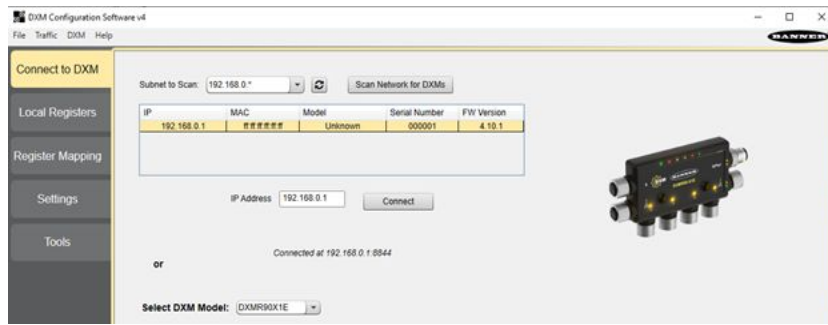 DXM Configuration Software v4
File Traffic DXM Help
BANNER
Connect to DXM
Subnet to Scan: 192.168.0.* Scan Network for DXMs
Local Registers
IP MAC Model Serial Number FW Version
192.168.0.1 ff:ff:ff:ff:ff:ff Unknown 000001 4.10.1
Register Mapping
Settings
IP Address 192.168.0.1 Connect
Tools
Connected at 192.168.0.1:8844
or
Select DXM Model: DXMR90X1E